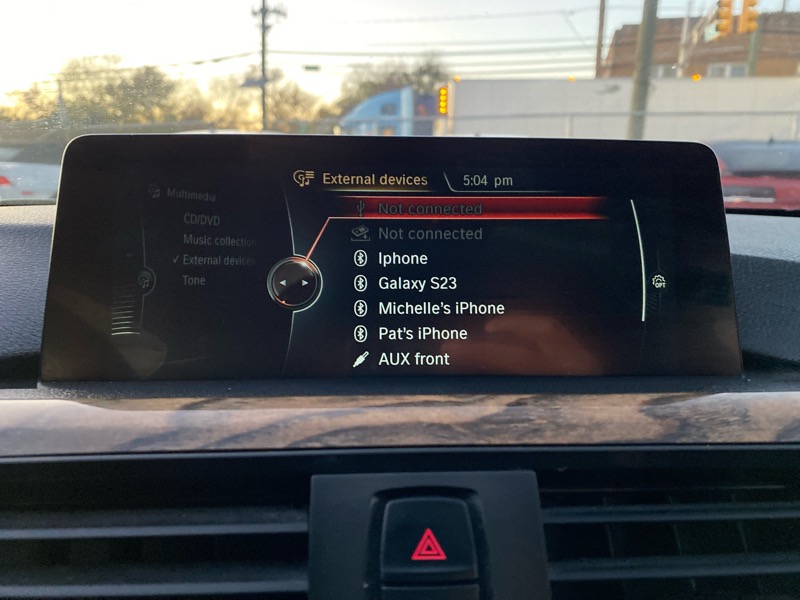 External devices 5:04 pm
Multimedia
CD/DVD
Music collection
✓ External devices
Tone
Not connected
Not connected
Iphone
Galaxy S23
Michelle's iPhone
Pat's iPhone
AUX front
OPT